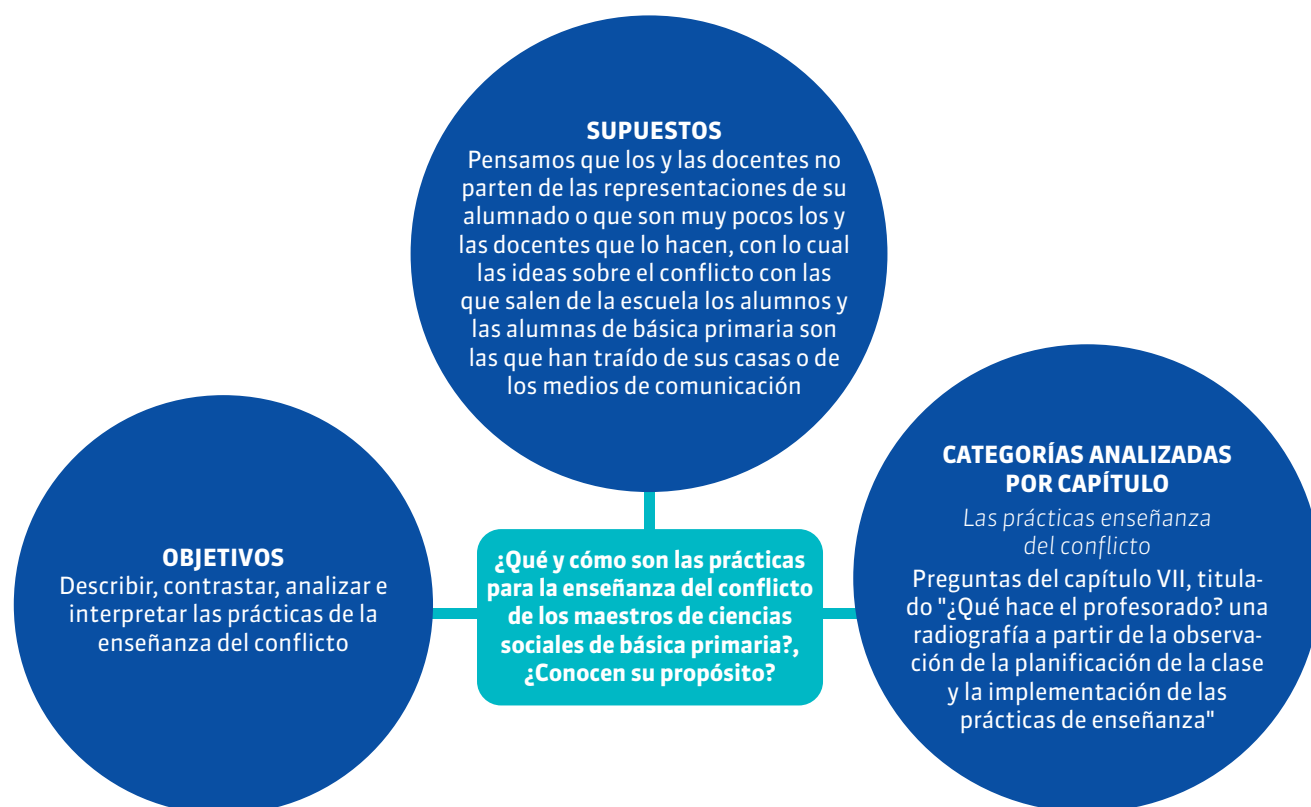 SUPUESTOS
Pensamos que los y las docentes no
parten de las representaciones de su
alumnado o que son muy pocos los y
las docentes que lo hacen, con lo cual
las ideas sobre el conflicto con las
que salen de la escuela los alumnos y
las alumnas de básica primaria son
las que han traído de sus casas o de
los medios de comunicación
OBJETIVOS
Describir, contrastar, analizar e
interpretar las prácticas de la
enseñanza del conflicto
¿Qué y cómo son las prácticas
para la enseñanza del conflicto
de los maestros de ciencias
sociales de básica primaria?,
¿Conocen su propósito?
CATEGORÍAS ANALIZADAS
POR CAPÍTULO
Las prácticas enseñanza
del conflicto
Preguntas del capítulo VII, titula-
do "¿Qué hace el profesorado? una
radiografía a partir de la observa-
ción de la planificación de la clase
y la implementación de las
prácticas de enseñanza"